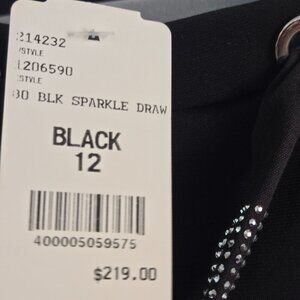 214232
/STYLE
1206590
:STYLE
30 BLK SPARKLE DRAW
BLACK
12
400005059575
$219.00